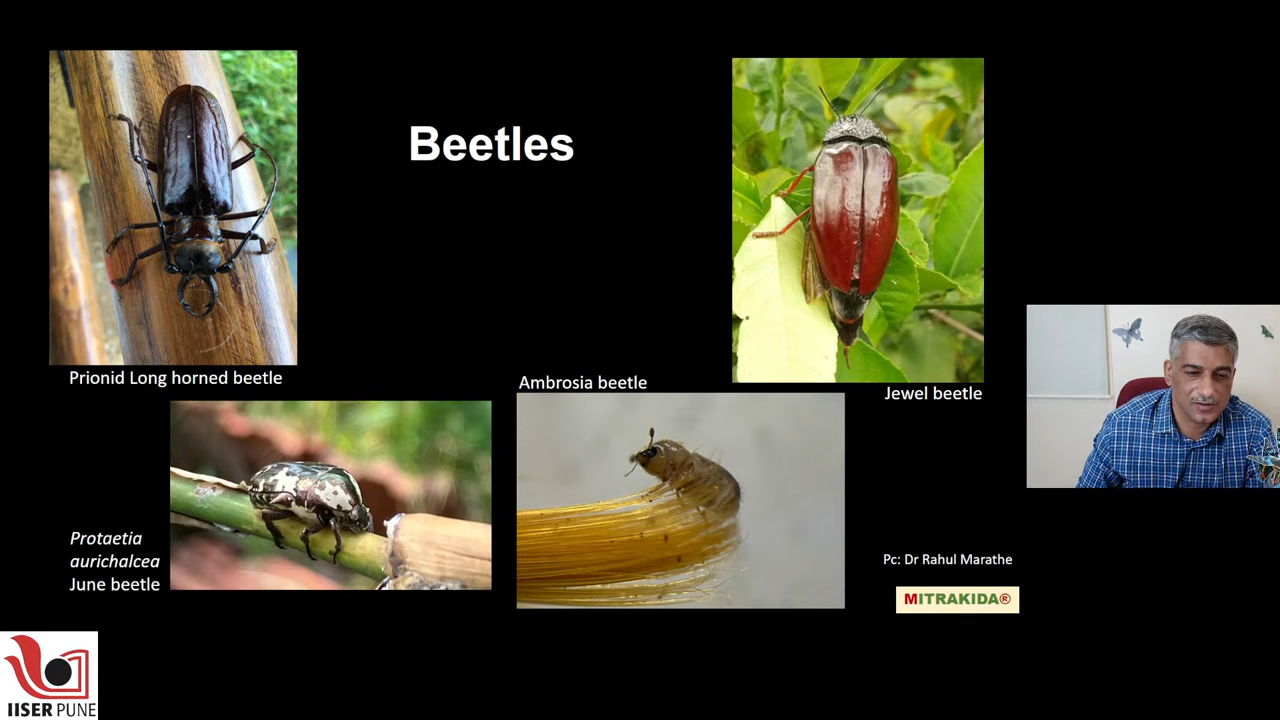 Beetles
Prionid Long horned beetle
Ambrosia beetle
Jewel beetle
Protaetia
aurichalcea
June beetle
Pc: Dr Rahul Marathe
MITRAKIDA®
IISER PUNE